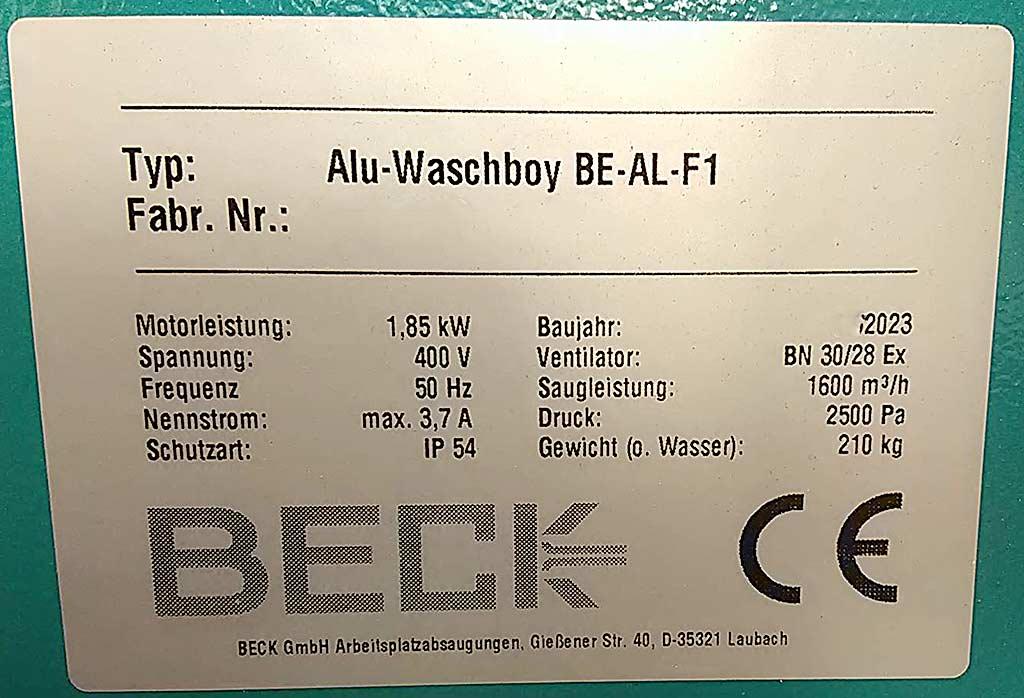 Typ: Alu-Waschboy BE-AL-F1
Fabr. Nr.:
Motorleistung: 1,85 kW
Spannung: 400 V
Frequenz 50 Hz
Nennstrom: max. 3,7 A
Schutzart: IP 54
Baujahr: 2023
Ventilator: BN 30/28 Ex
Saugleistung: 1600 m³/h
Druck: 2500 Pa
Gewicht (o. Wasser): 210 kg
BECK
CE
BECK GmbH Arbeitsplatzabsaugungen, Gießener Str. 40, D-35321 Laubach